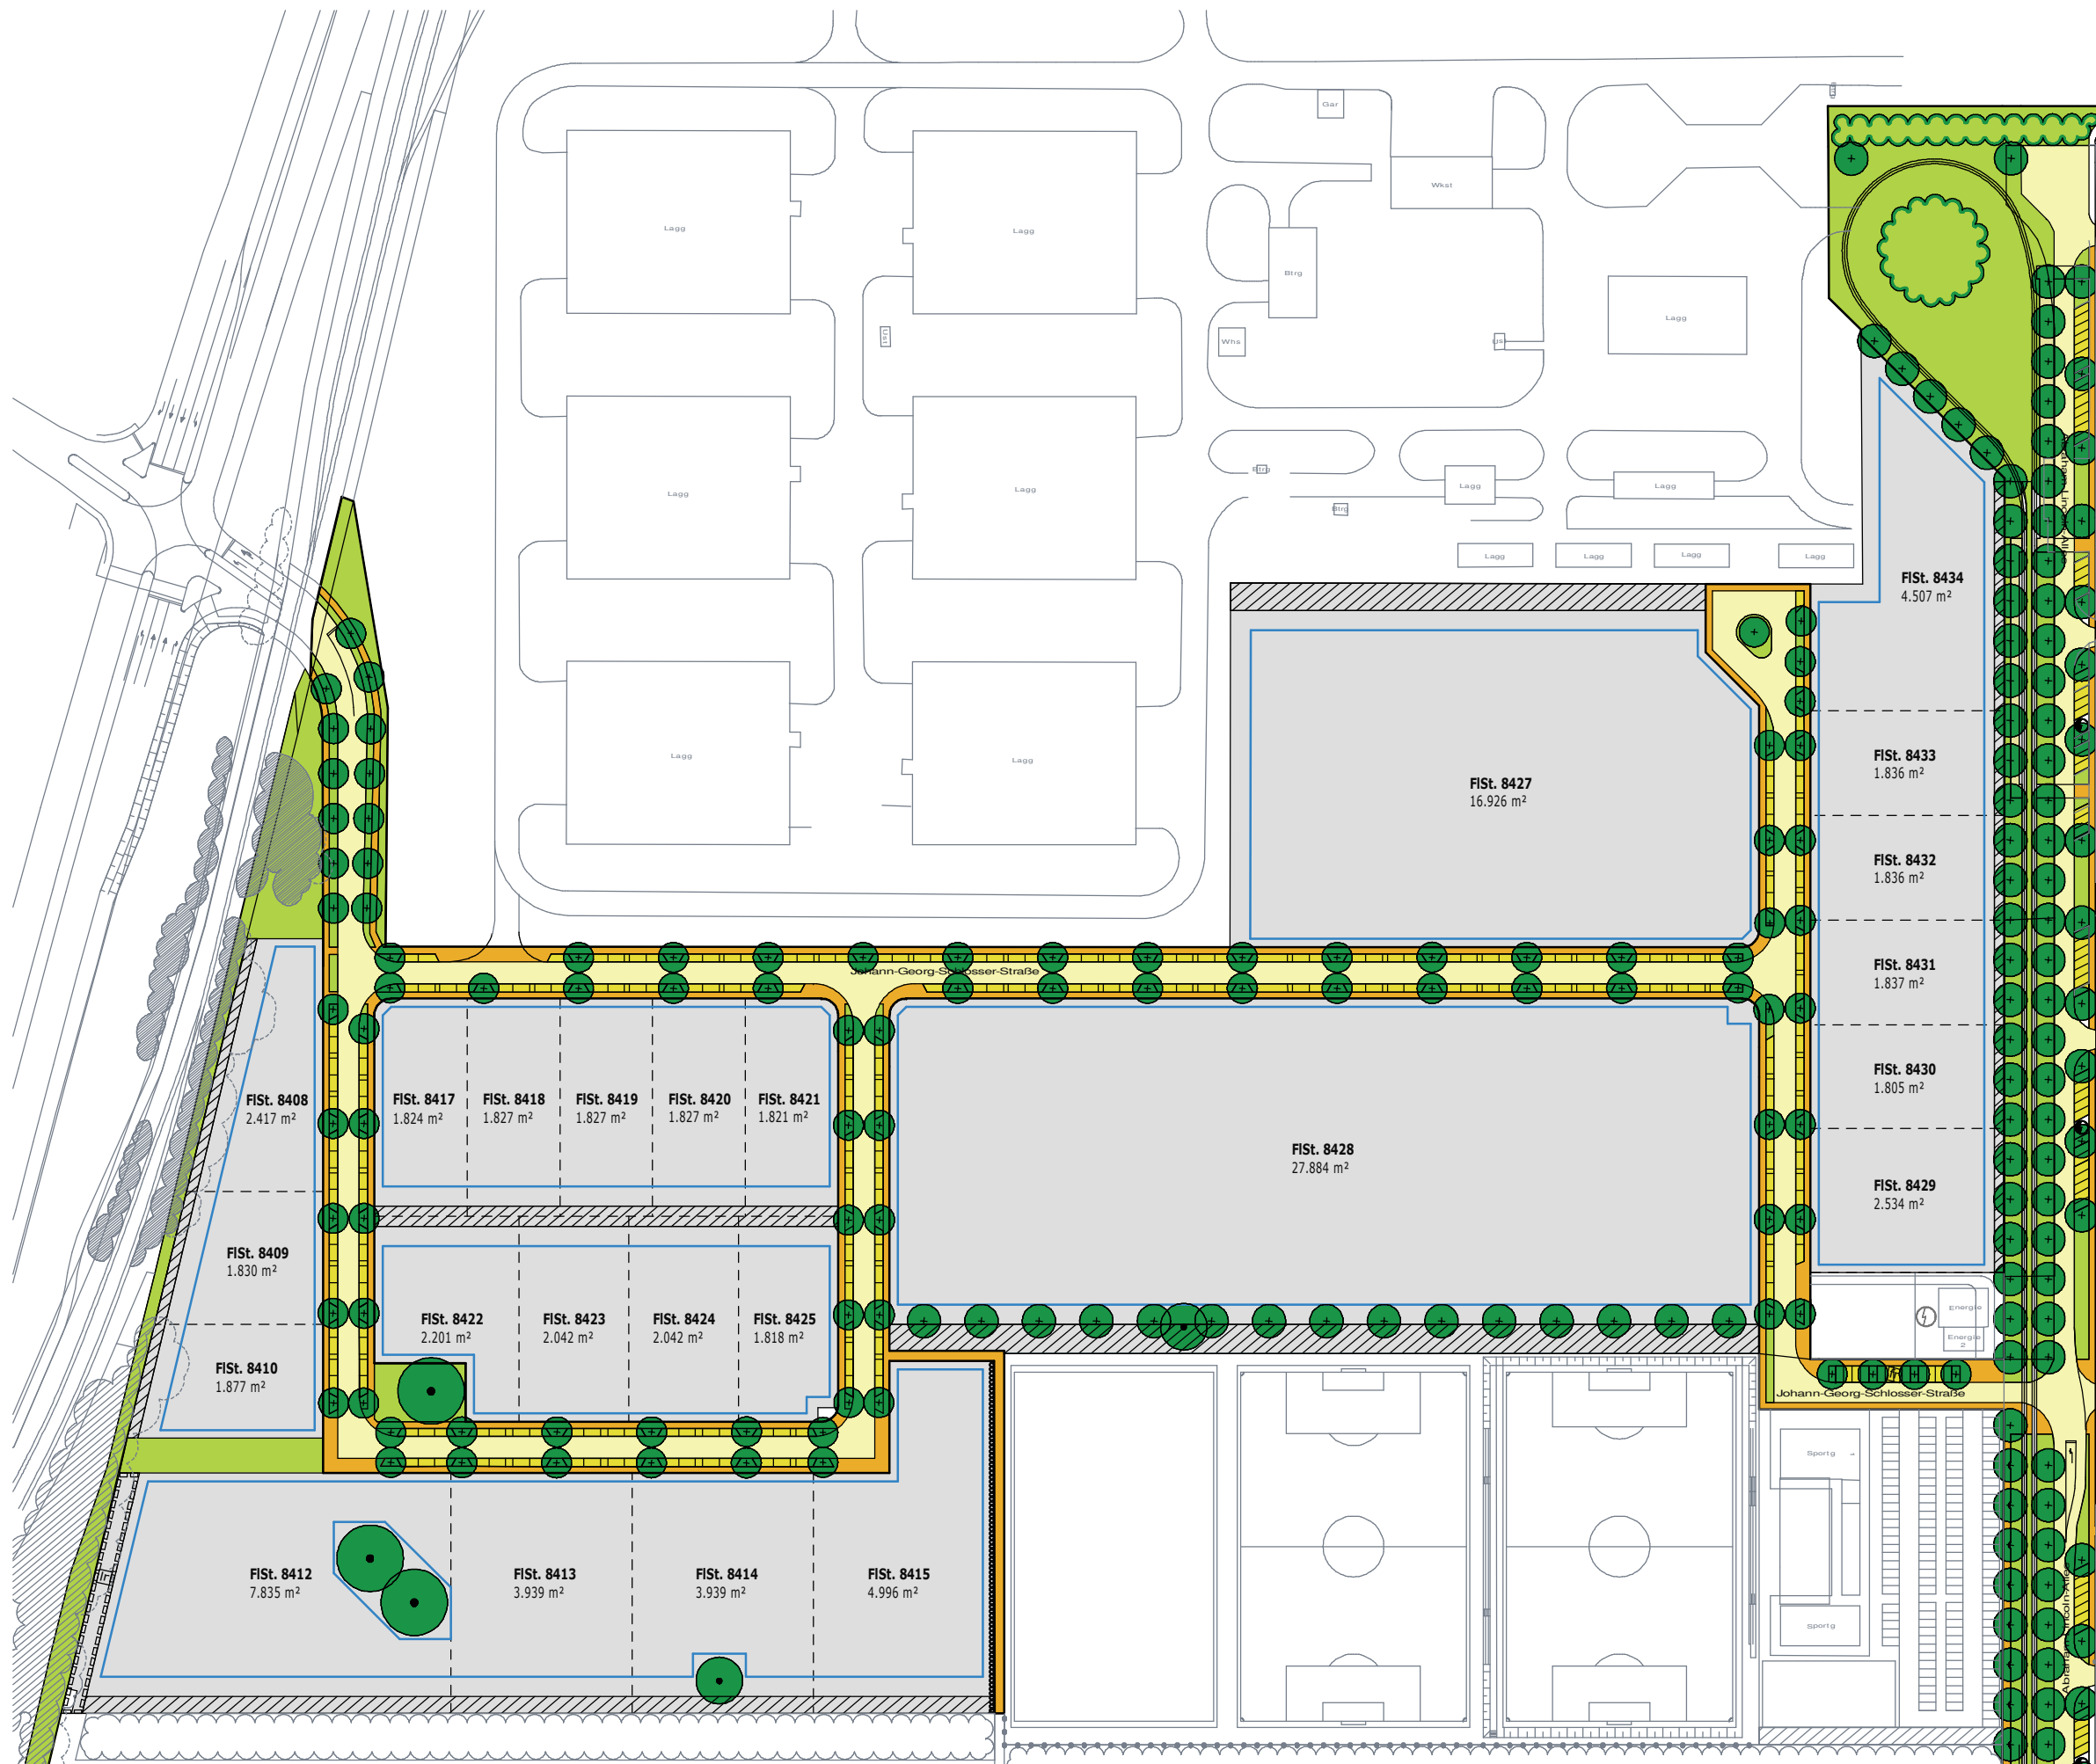 Gar
Wkst
Lagg
Lagg
Btrg
Lagg
Ust
Whs
Lagg
Lagg
Btrg
Lagg
Lagg
Btrg
Lagg
Lagg
Lagg
Lagg
FlSt. 8434
4.507 m²
Lagg
Lagg
FlSt. 8433
1.836 m²
FlSt. 8427
16.926 m²
FlSt. 8432
1.836 m²
Johann-Georg-Schlosser-Straße
FlSt. 8431
1.837 m²
FlSt. 8408
2.417 m²
FlSt. 8417
1.824 m²
FlSt. 8418
1.827 m²
FlSt. 8419
1.827 m²
FlSt. 8420
1.827 m²
FlSt. 8421
1.821 m²
FlSt. 8430
1.805 m²
FlSt. 8428
27.884 m²
FlSt. 8429
2.534 m²
FlSt. 8409
1.830 m²
FlSt. 8422
2.201 m²
FlSt. 8423
2.042 m²
FlSt. 8424
2.042 m²
FlSt. 8425
1.818 m²
Energie
Energie
2
FlSt. 8410
1.877 m²
Johann-Georg-Schlosser-Straße
Sportg
FlSt. 8412
7.835 m²
FlSt. 8413
3.939 m²
FlSt. 8414
3.939 m²
FlSt. 8415
4.996 m²
Sportg
Abraham-Lincoln-Allee